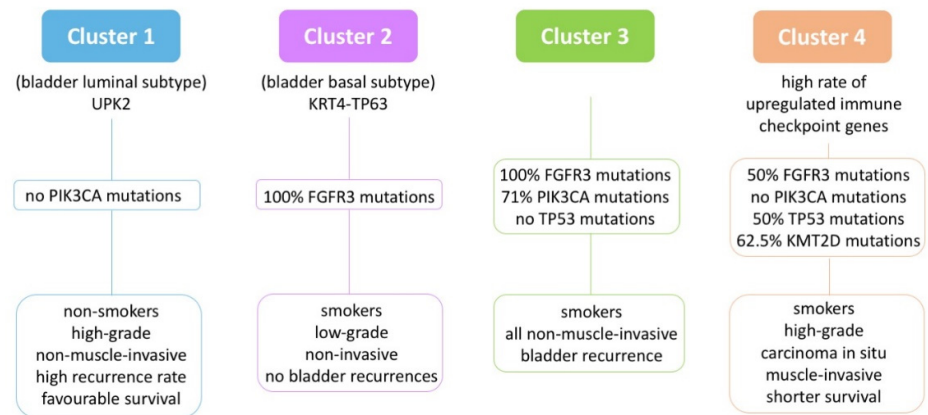 Cluster 1
(bladder luminal subtype)
UPK2
no PIK3CA mutations
non-smokers
high-grade
non-muscle-invasive
high recurrence rate
favourable survival
Cluster 2
(bladder basal subtype)
KRT4-TP63
100% FGFR3 mutations
smokers
low-grade
non-invasive
no bladder recurrences
Cluster 3
100% FGFR3 mutations
71% PIK3CA mutations
no TP53 mutations
smokers
all non-muscle-invasive
bladder recurrence
Cluster 4
high rate of
upregulated immune
checkpoint genes
50% FGFR3 mutations
no PIK3CA mutations
50% TP53 mutations
62.5% KMT2D mutations
smokers
high-grade
carcinoma in situ
muscle-invasive
shorter survival